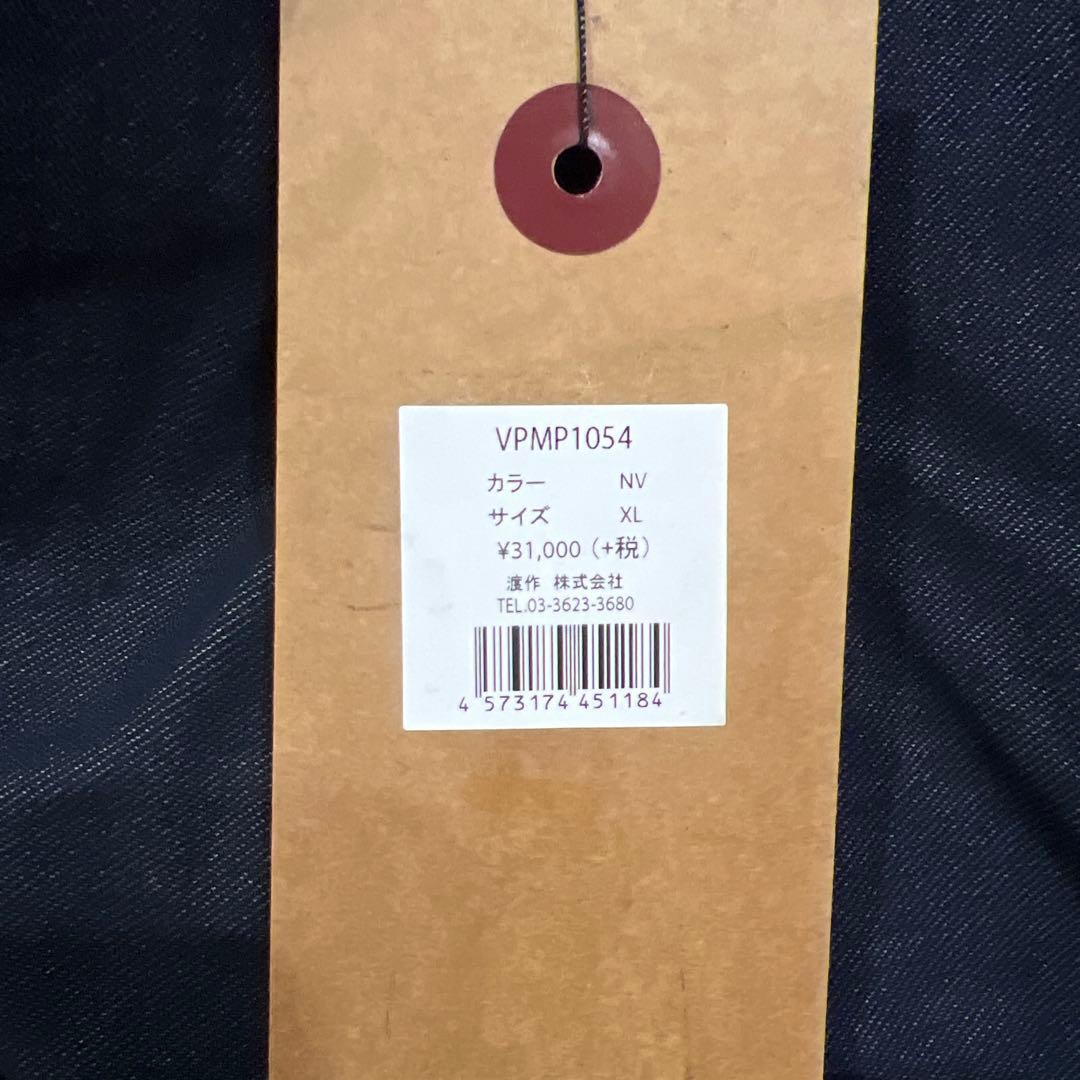 VPMP1054
カラー NV
サイズ XL
¥31,000（+税）
渡作 株式会社
TEL.03-3623-3680
4 573174 451184